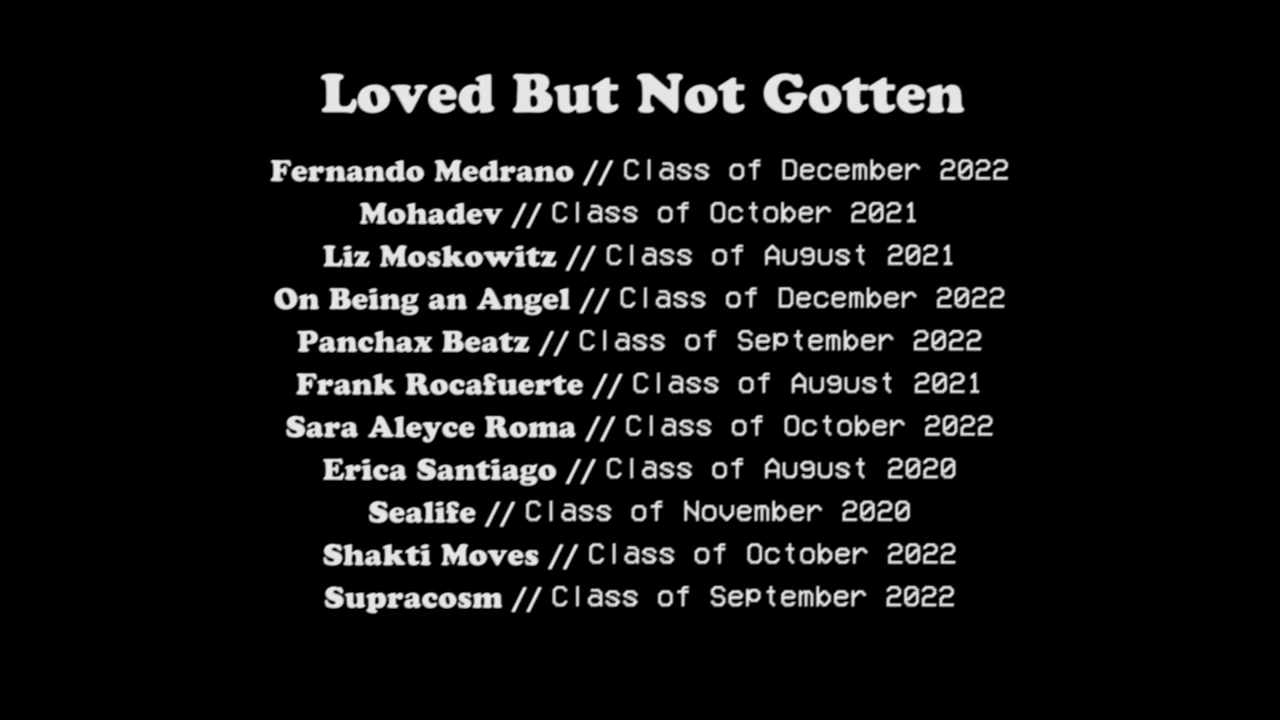 Loved But Not Gotten
Fernando Medrano // Class of December 2022
Mohadev // Class of October 2021
Liz Moskowitz // Class of August 2021
On Being an Angel // Class of December 2022
Panchax Beatz // Class of September 2022
Frank Rocafuerte // Class of August 2021
Sara Aleyce Roma // Class of October 2022
Erica Santiago // Class of August 2020
Sealife // Class of November 2020
Shakti Moves // Class of October 2022
Supracosm // Class of September 2022